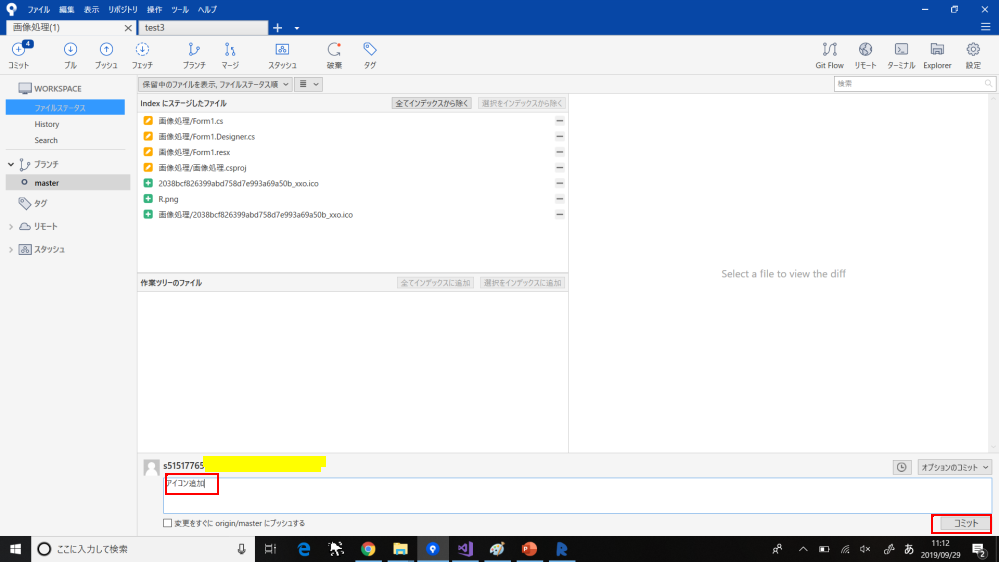 ファイル 編集 表示 リポジトリ 操作 ツール ヘルプ
画像処理(1) test3
4
コミット プル プッシュ フェッチ ブランチ マージ スタッシュ 破棄 タグ Git Flow リモート ターミナル Explorer 設定
WORKSPACE
ファイルステータス
History
Search
ブランチ
master
タグ
リモート
スタッシュ
保留中のファイルを表示, ファイルステータス順
検索
Index にステージしたファイル 全てインデックスから除く 選択をインデックスから除く
画像処理/Form1.cs
画像処理/Form1.Designer.cs
画像処理/Form1.resx
画像処理/画像処理.csproj
2038bcf826399abd758d7e993a69a50b_xxo.ico
R.png
画像処理/2038bcf826399abd758d7e993a69a50b_xxo.ico
Select a file to view the diff
作業ツリーのファイル 全てインデックスに追加 選択をインデックスに追加
s51517765
オプションのコミット
アイコン追加
変更をすぐに origin/master にプッシュする
コミット
ここに入力して検索
あ
11:12
2019/09/29
2